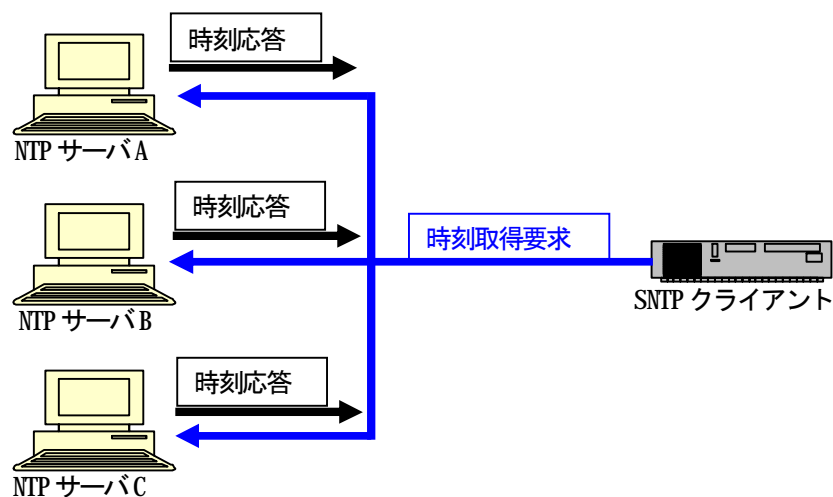 時刻応答
NTP サーバA
時刻応答
時刻取得要求
SNTP クライアント
NTP サーバB
時刻応答
NTP サーバC